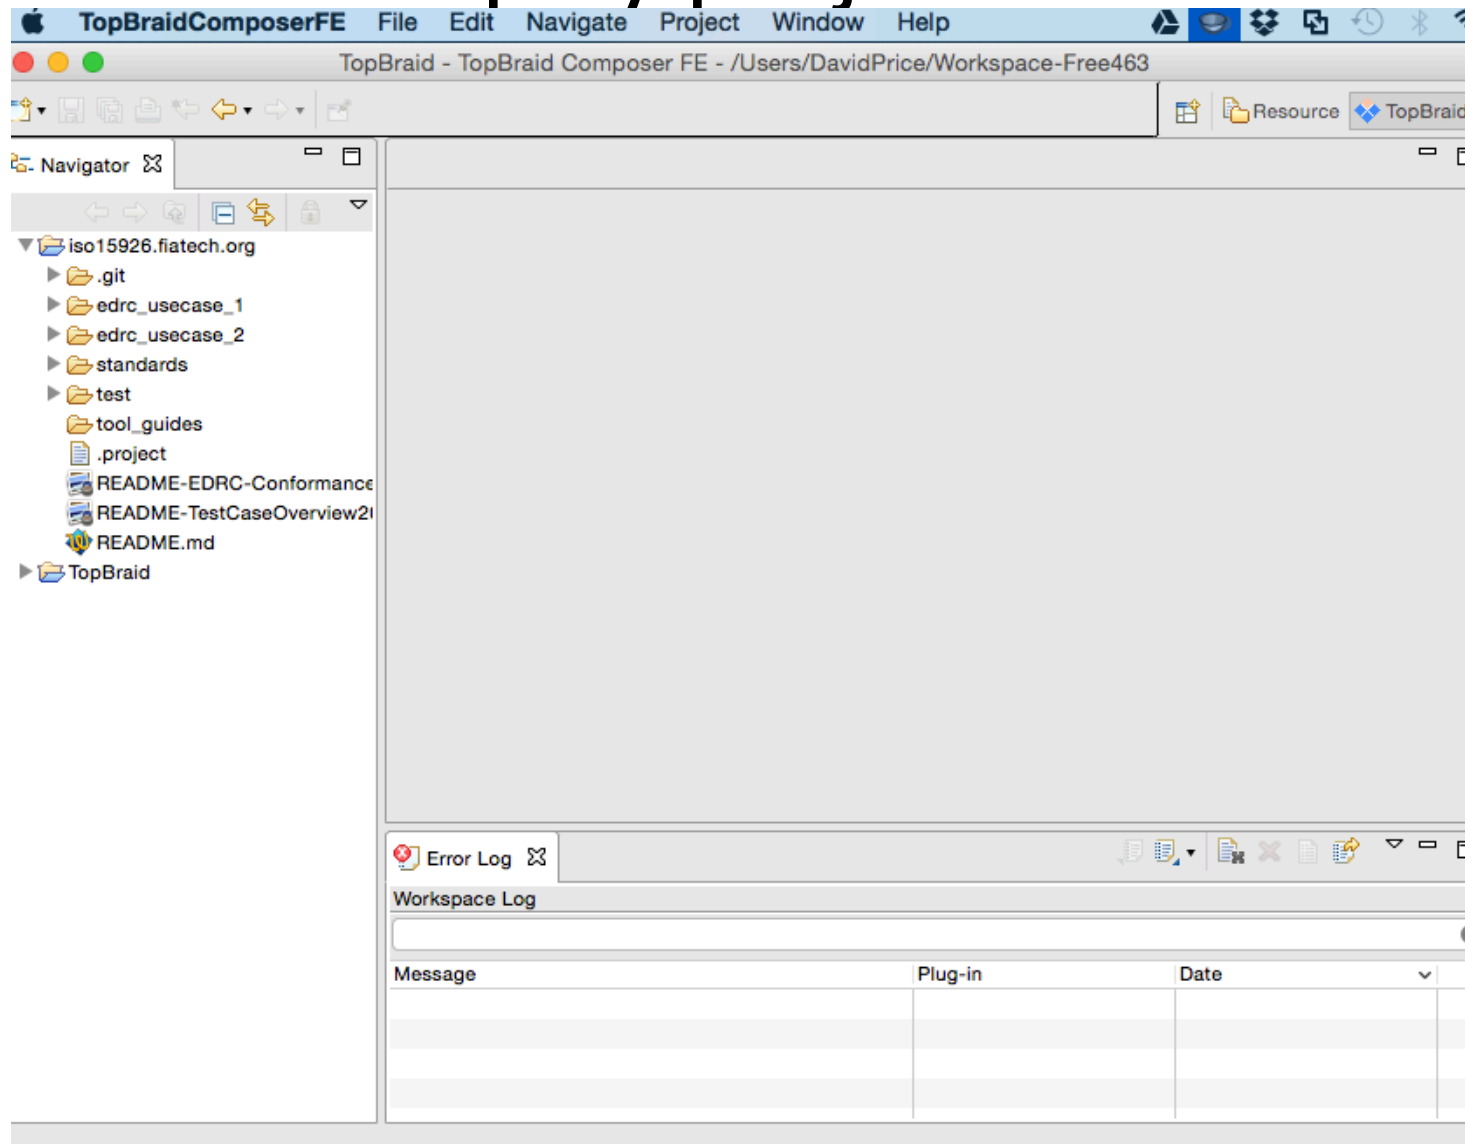 TopBraidComposerFE File Edit Navigate Project Window Help
TopBraid - TopBraid Composer FE - /Users/DavidPrice/Workspace-Free463
Resource TopBraid
Navigator
iso15926.fiatech.org
.git
edrc_usecase_1
edrc_usecase_2
standards
test
tool_guides
.project
README-EDRC-Conformance
README-TestCaseOverview2
README.md
TopBraid
Error Log
Workspace Log
Message Plug-in Date